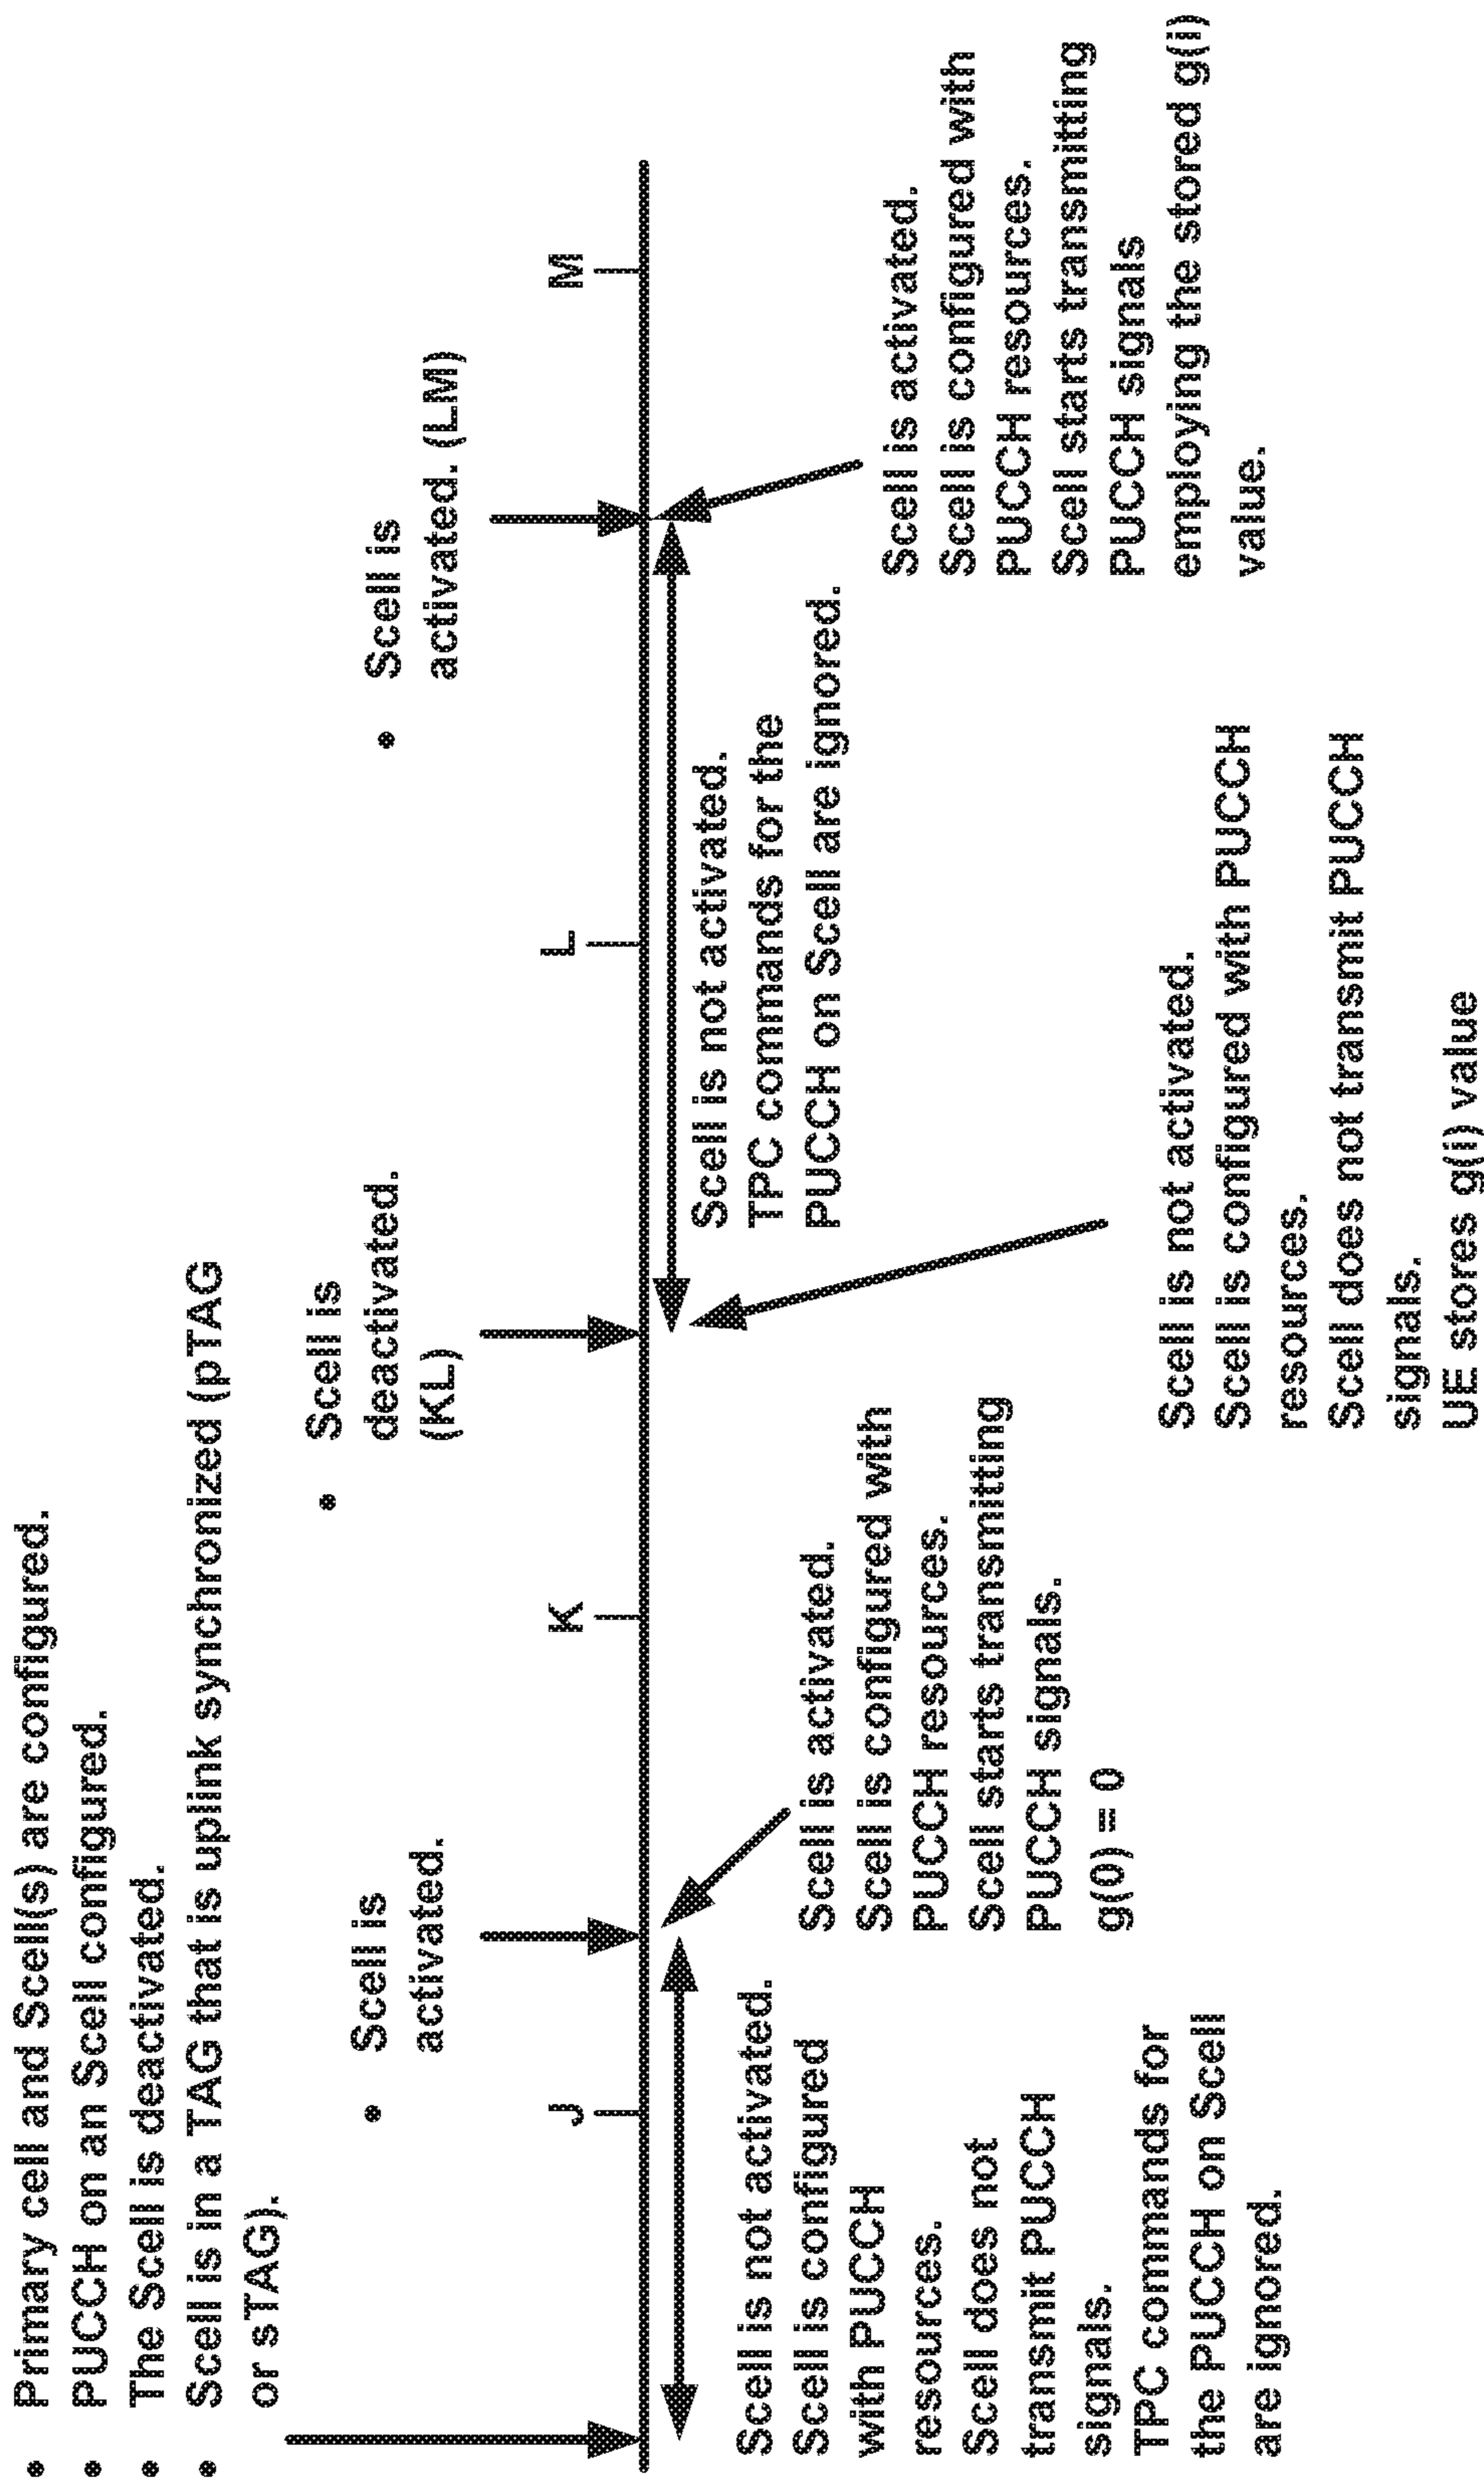 • Primary cell and Scell(s) are configured.
• PUCCH on an Scell configured.
• The Scell is deactivated.
• Scell is in a TAG that is uplink synchronized (pTAG
or sTAG).
• Scell is
activated.
• Scell is
deactivated.
(KL)
• Scell is
activated. (LM)
J
K
L
M
Scell is not activated.
Scell is configured
with PUCCH
resources.
Scell does not
transmit PUCCH
signals.
TPC commands for
the PUCCH on Scell
are ignored.
Scell is activated.
Scell is configured with
PUCCH resources.
Scell starts transmitting
PUCCH signals.
g(0) = 0
Scell is not activated.
TPC commands for the
PUCCH on Scell are ignored.
Scell is not activated.
Scell is configured with PUCCH
resources.
Scell does not transmit PUCCH
signals.
UE stores g(i) value
Scell is activated.
Scell is configured with
PUCCH resources.
Scell starts transmitting
PUCCH signals
employing the stored g(i)
value.